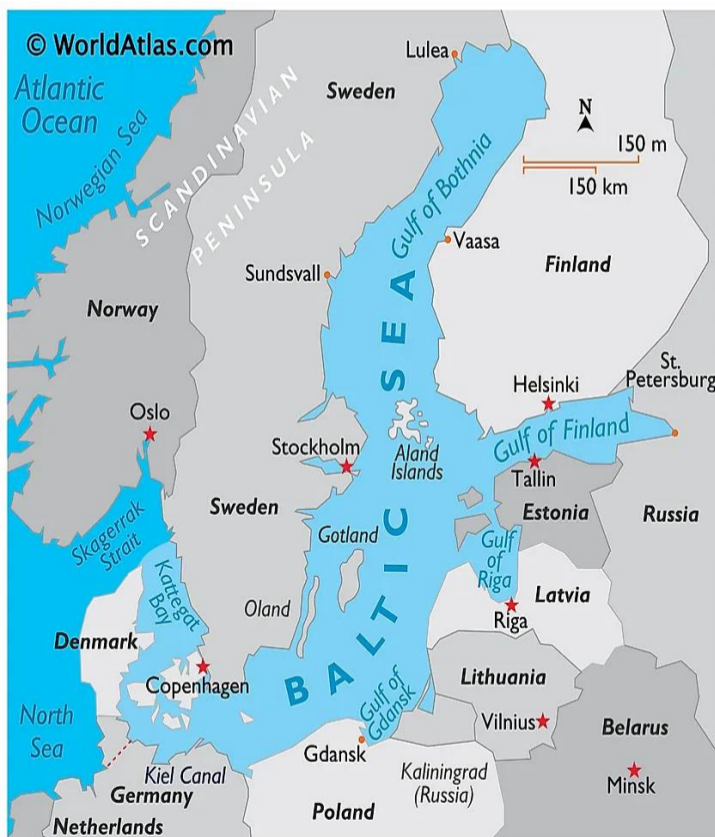 © WorldAtlas.com
Lulea
Atlantic
Ocean
Sweden
Norwegian Sea
SCANDINAVIAN
PENINSULA
N
150 m
150 km
Gulf of Bothnia
Vaasa
Sundsvall
Finland
Norway
BALTIC SEA
St.
Petersburg
Helsinki
Oslo
Gulf of Finland
Stockholm
Aland
Islands
Tallin
Sweden
Estonia
Russia
Skagerrak
Strait
Gotland
Gulf
of
Riga
Kattegat
Bay
Oland
Latvia
Riga
Denmark
Lithuania
Copenhagen
Gulf of
Gdansk
Vilnius
North
Sea
Belarus
Gdansk
Kaliningrad
(Russia)
Minsk
Kiel Canal
Germany
Poland
Netherlands